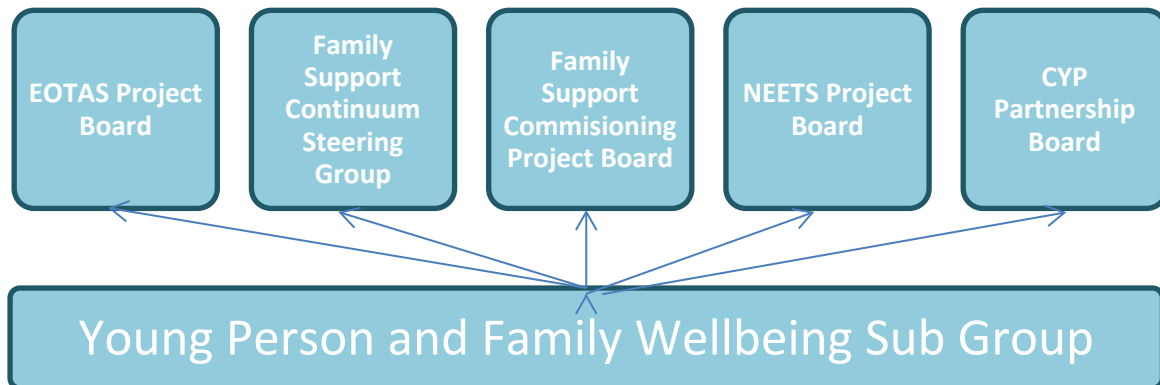 EOTAS Project
Board
Family
Support
Continuum
Steering
Group
Family
Support
Commisioning
Project Board
NEETS Project
Board
CYP
Partnership
Board
Young Person and Family Wellbeing Sub Group